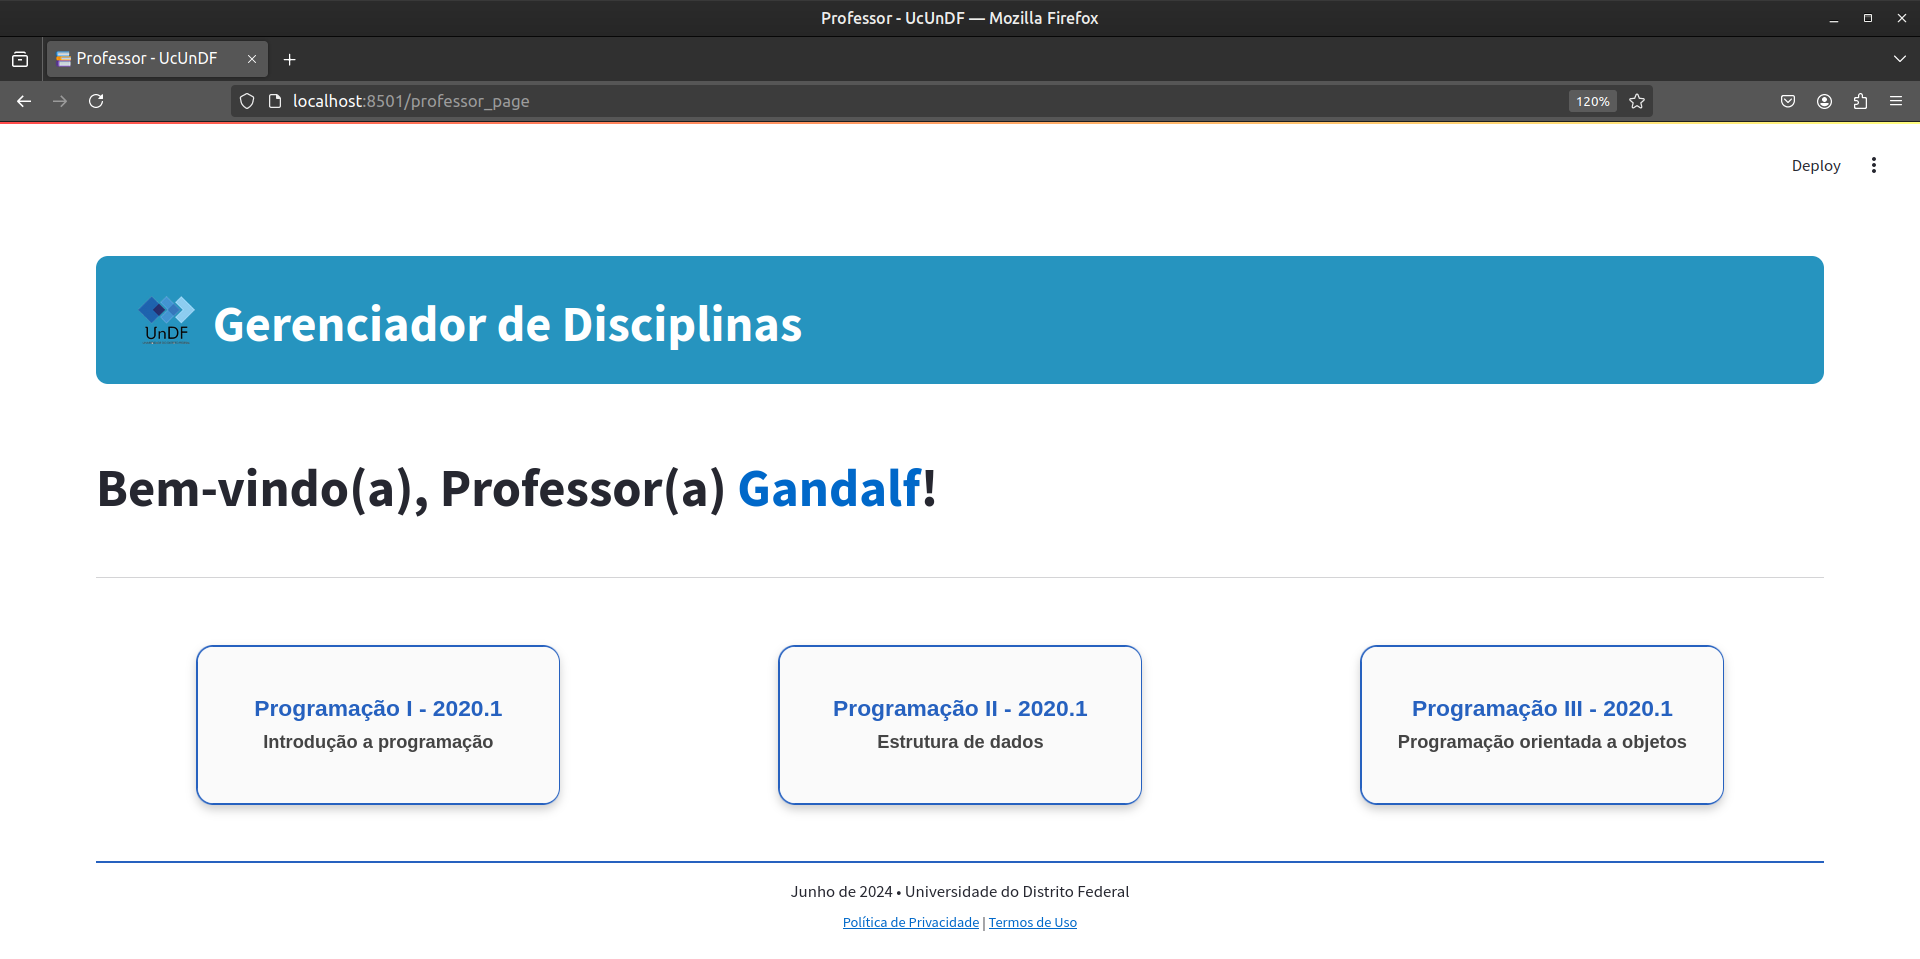 Professor - UcUnDF — Mozilla Firefox
Professor - UcUnDF
localhost:8501/professor_page
120%
Deploy
UnDF
Gerenciador de Disciplinas
Bem-vindo(a), Professor(a) Gandalf!
Programação I - 2020.1
Introdução a programação
Programação II - 2020.1
Estrutura de dados
Programação III - 2020.1
Programação orientada a objetos
Junho de 2024 • Universidade do Distrito Federal
Política de Privacidade | Termos de Uso